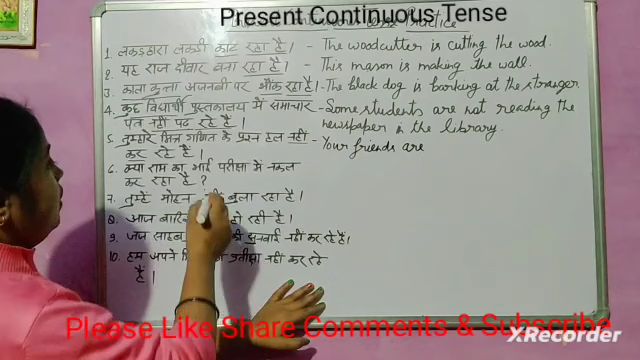 Present Continuous Tense
Practice
1. लकड़हारा लकड़ी काट रहा है। - The woodcutter is cutting the wood.
2. यह राज दीवार बना रहा है। - This mason is making the wall.
3. काला कुत्ता अजनबी पर भौंक रहा है। - The black dog is barking at the stranger.
4. कुछ विद्यार्थी पुस्तकालय में समाचार - Some students are not reading the
पत्र नहीं पढ़ रहे हैं। newspaper in the library.
5. तुम्हारे मित्र गणित के प्रश्न हल नहीं - Your friends are
कर रहे हैं।
6. क्या राम का भाई परीक्षा में नकल
कर रहा है?
7. तुम्हें मोहन बुला रहा है।
8. आज हो रही है।
9. जज साहब सुनवाई नहीं कर रहे हैं।
10. हम अपने प्रतीक्षा नहीं कर रहे
हैं।
Please Like Share Comments & Subscribe
XRecorder